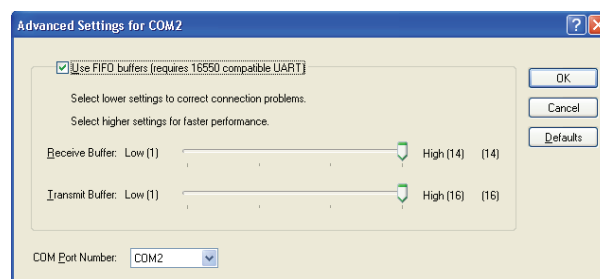 Advanced Settings for COM2
Use FIFO buffers (requires 16550 compatible UART)
OK
Select lower settings to correct connection problems.
Cancel
Select higher settings for faster performance.
Defaults
Receive Buffer: Low (1) High (14) (14)
Transmit Buffer: Low (1) High (16) (16)
COM Port Number: COM2